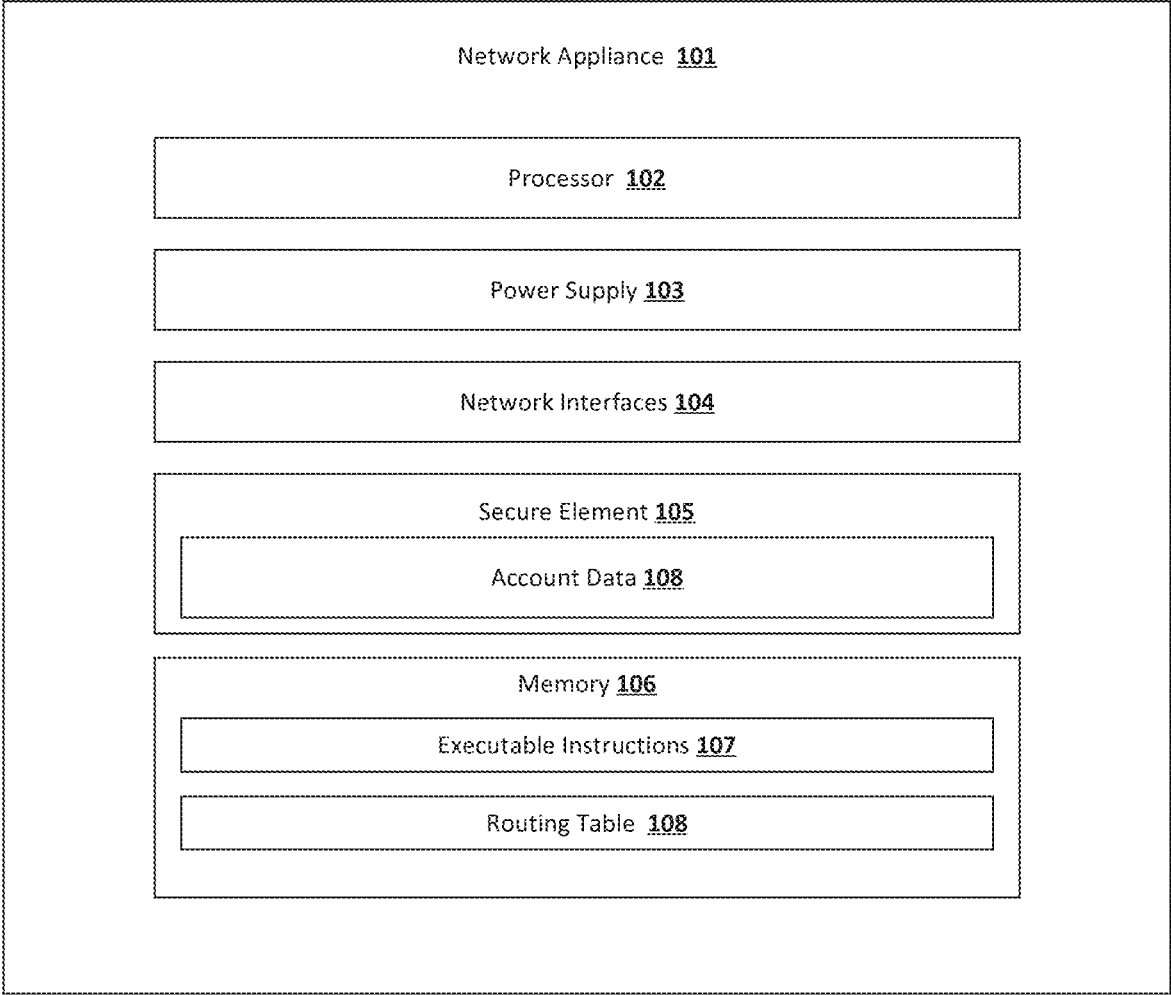 Network Appliance 101
Processor 102
Power Supply 103
Network Interfaces 104
Secure Element 105
Account Data 108
Memory 106
Executable Instructions 107
Routing Table 108